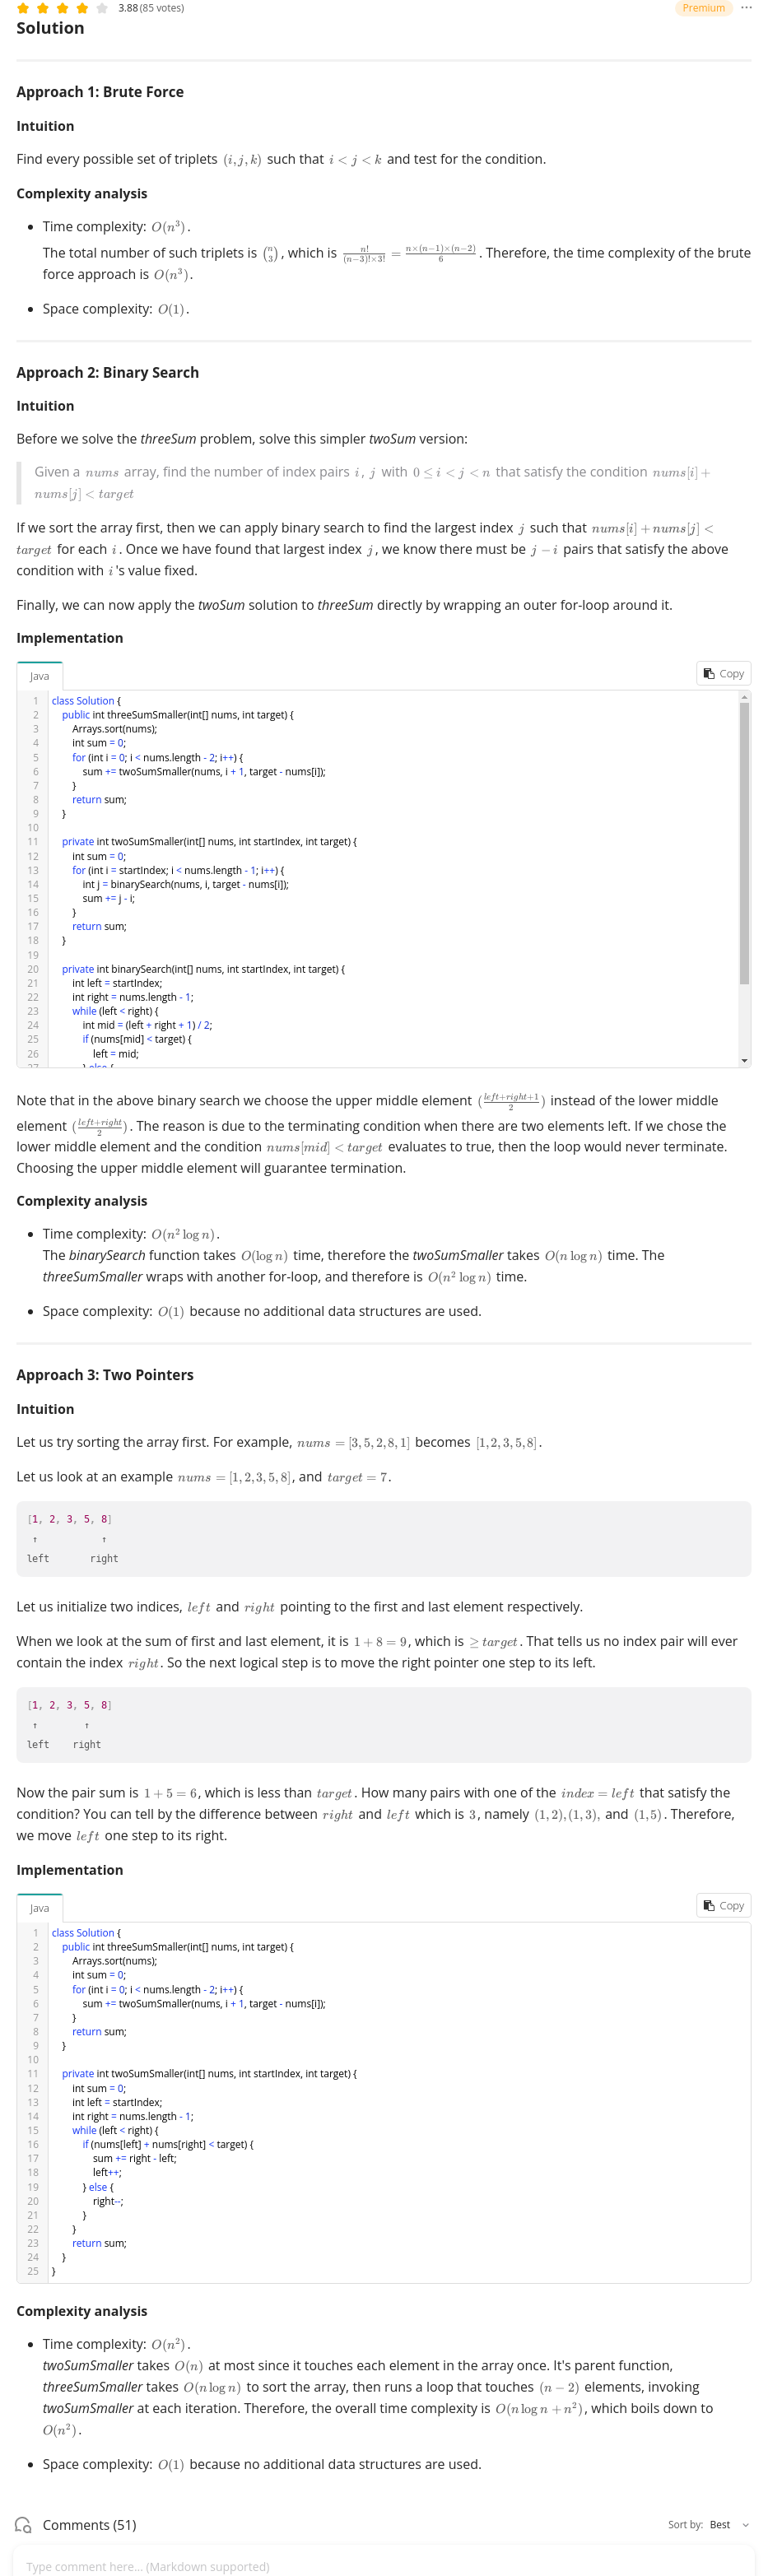 3.88 (85 votes)
Premium
Solution
Approach 1: Brute Force
Intuition
Find every possible set of triplets (i, j, k) such that i < j < k and test for the condition.
Complexity analysis
• Time complexity: O(n³).
The total number of such triplets is (n 3), which is n!/((n−3)!×3!) = n×(n−1)×(n−2)/6. Therefore, the time complexity of the brute
force approach is O(n³).
• Space complexity: O(1).
Approach 2: Binary Search
Intuition
Before we solve the threeSum problem, solve this simpler twoSum version:
Given a nums array, find the number of index pairs i, j with 0 ≤ i < j < n that satisfy the condition nums[i] +
nums[j] < target
If we sort the array first, then we can apply binary search to find the largest index j such that nums[i] + nums[j] <
target for each i. Once we have found that largest index j, we know there must be j − i pairs that satisfy the above
condition with i's value fixed.
Finally, we can now apply the twoSum solution to threeSum directly by wrapping an outer for-loop around it.
Implementation
Java
Copy
1 class Solution {
2 public int threeSumSmaller(int[] nums, int target) {
3 Arrays.sort(nums);
4 int sum = 0;
5 for (int i = 0; i < nums.length - 2; i++) {
6 sum += twoSumSmaller(nums, i + 1, target - nums[i]);
7 }
8 return sum;
9 }
10
11 private int twoSumSmaller(int[] nums, int startIndex, int target) {
12 int sum = 0;
13 for (int i = startIndex; i < nums.length - 1; i++) {
14 int j = binarySearch(nums, i, target - nums[i]);
15 sum += j - i;
16 }
17 return sum;
18 }
19
20 private int binarySearch(int[] nums, int startIndex, int target) {
21 int left = startIndex;
22 int right = nums.length - 1;
23 while (left < right) {
24 int mid = (left + right + 1) / 2;
25 if (nums[mid] < target) {
26 left = mid;
27 } else {
Note that in the above binary search we choose the upper middle element (left+right+1/2) instead of the lower middle
element (left+right/2). The reason is due to the terminating condition when there are two elements left. If we chose the
lower middle element and the condition nums[mid] < target evaluates to true, then the loop would never terminate.
Choosing the upper middle element will guarantee termination.
Complexity analysis
• Time complexity: O(n² log n).
The binarySearch function takes O(log n) time, therefore the twoSumSmaller takes O(n log n) time. The
threeSumSmaller wraps with another for-loop, and therefore is O(n² log n) time.
• Space complexity: O(1) because no additional data structures are used.
Approach 3: Two Pointers
Intuition
Let us try sorting the array first. For example, nums = [3, 5, 2, 8, 1] becomes [1, 2, 3, 5, 8].
Let us look at an example nums = [1, 2, 3, 5, 8], and target = 7.
[1, 2, 3, 5, 8]
↑ ↑
left right
Let us initialize two indices, left and right pointing to the first and last element respectively.
When we look at the sum of first and last element, it is 1 + 8 = 9, which is ≥ target. That tells us no index pair will ever
contain the index right. So the next logical step is to move the right pointer one step to its left.
[1, 2, 3, 5, 8]
↑ ↑
left right
Now the pair sum is 1 + 5 = 6, which is less than target. How many pairs with one of the index = left that satisfy the
condition? You can tell by the difference between right and left which is 3, namely (1, 2), (1, 3), and (1, 5). Therefore,
we move left one step to its right.
Implementation
Java
Copy
1 class Solution {
2 public int threeSumSmaller(int[] nums, int target) {
3 Arrays.sort(nums);
4 int sum = 0;
5 for (int i = 0; i < nums.length - 2; i++) {
6 sum += twoSumSmaller(nums, i + 1, target - nums[i]);
7 }
8 return sum;
9 }
10
11 private int twoSumSmaller(int[] nums, int startIndex, int target) {
12 int sum = 0;
13 int left = startIndex;
14 int right = nums.length - 1;
15 while (left < right) {
16 if (nums[left] + nums[right] < target) {
17 sum += right - left;
18 left++;
19 } else {
20 right--;
21 }
22 }
23 return sum;
24 }
25 }
Complexity analysis
• Time complexity: O(n²).
twoSumSmaller takes O(n) at most since it touches each element in the array once. It's parent function,
threeSumSmaller takes O(n log n) to sort the array, then runs a loop that touches (n − 2) elements, invoking
twoSumSmaller at each iteration. Therefore, the overall time complexity is O(n log n + n²), which boils down to
O(n²).
• Space complexity: O(1) because no additional data structures are used.
Comments (51)
Sort by: Best
Type comment here... (Markdown supported)